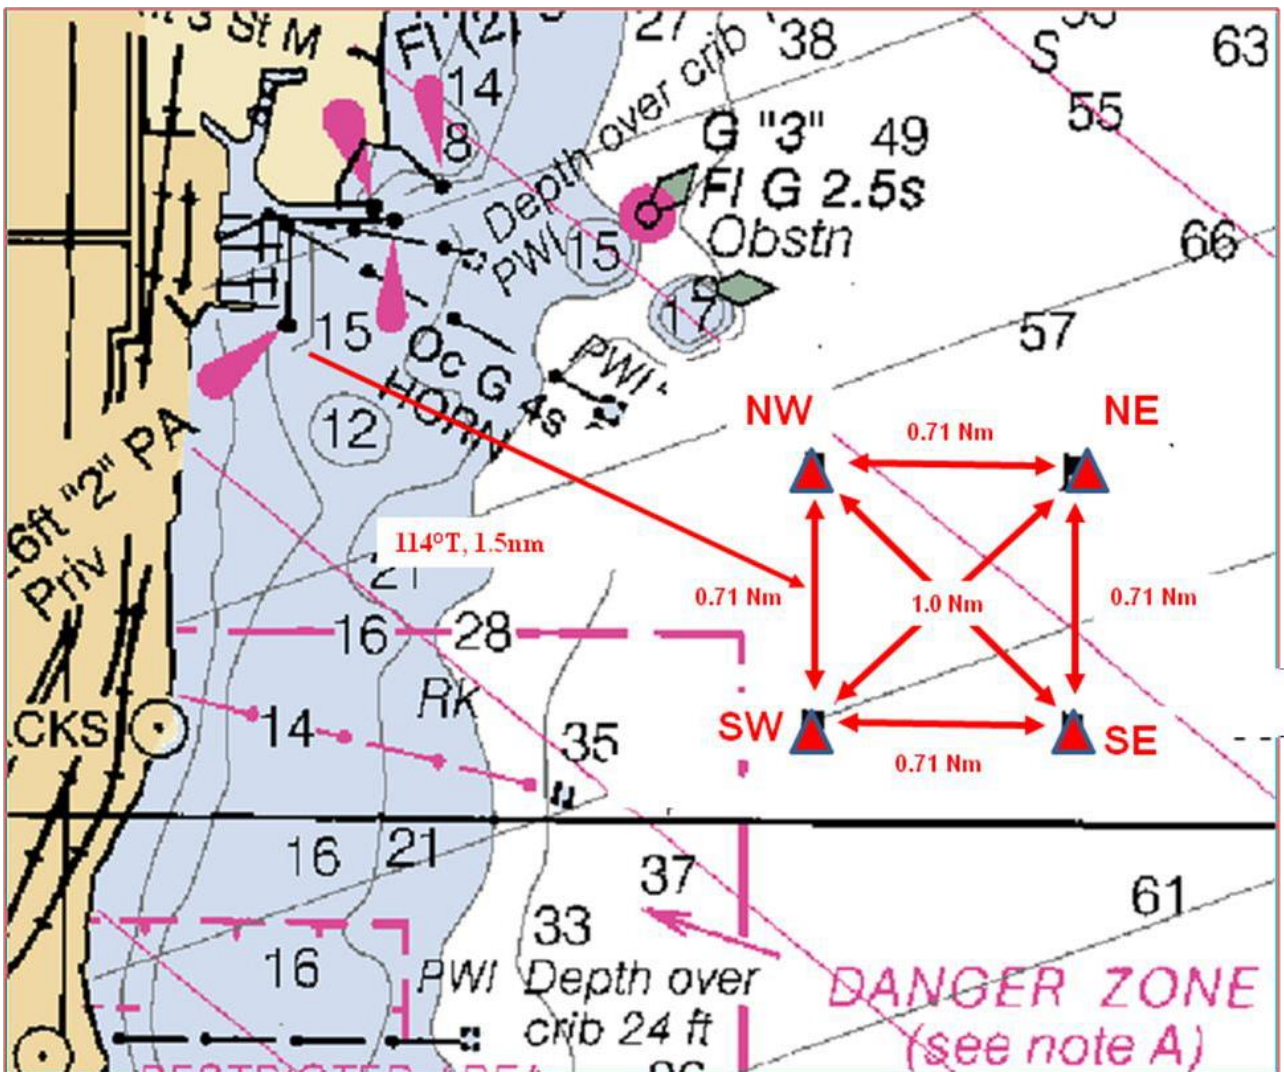 3 St M
Fl (2)
27
38
S
63
14
55
8
Depth over crib
PWI
G "3" 49
Fl G 2.5s
Obstn
15
66
17
57
15
Oc G 4s
HORN
PWI
12
NW
NE
0.71 Nm
"2" PA
6ft
Priv
114°T, 1.5nm
21
0.71 Nm
1.0 Nm
0.71 Nm
16
28
Rk
CKS
14
35
SW
SE
0.71 Nm
16
21
37
61
33
16
PWI
Depth over
crib 24 ft
DANGER ZONE
(see note A)